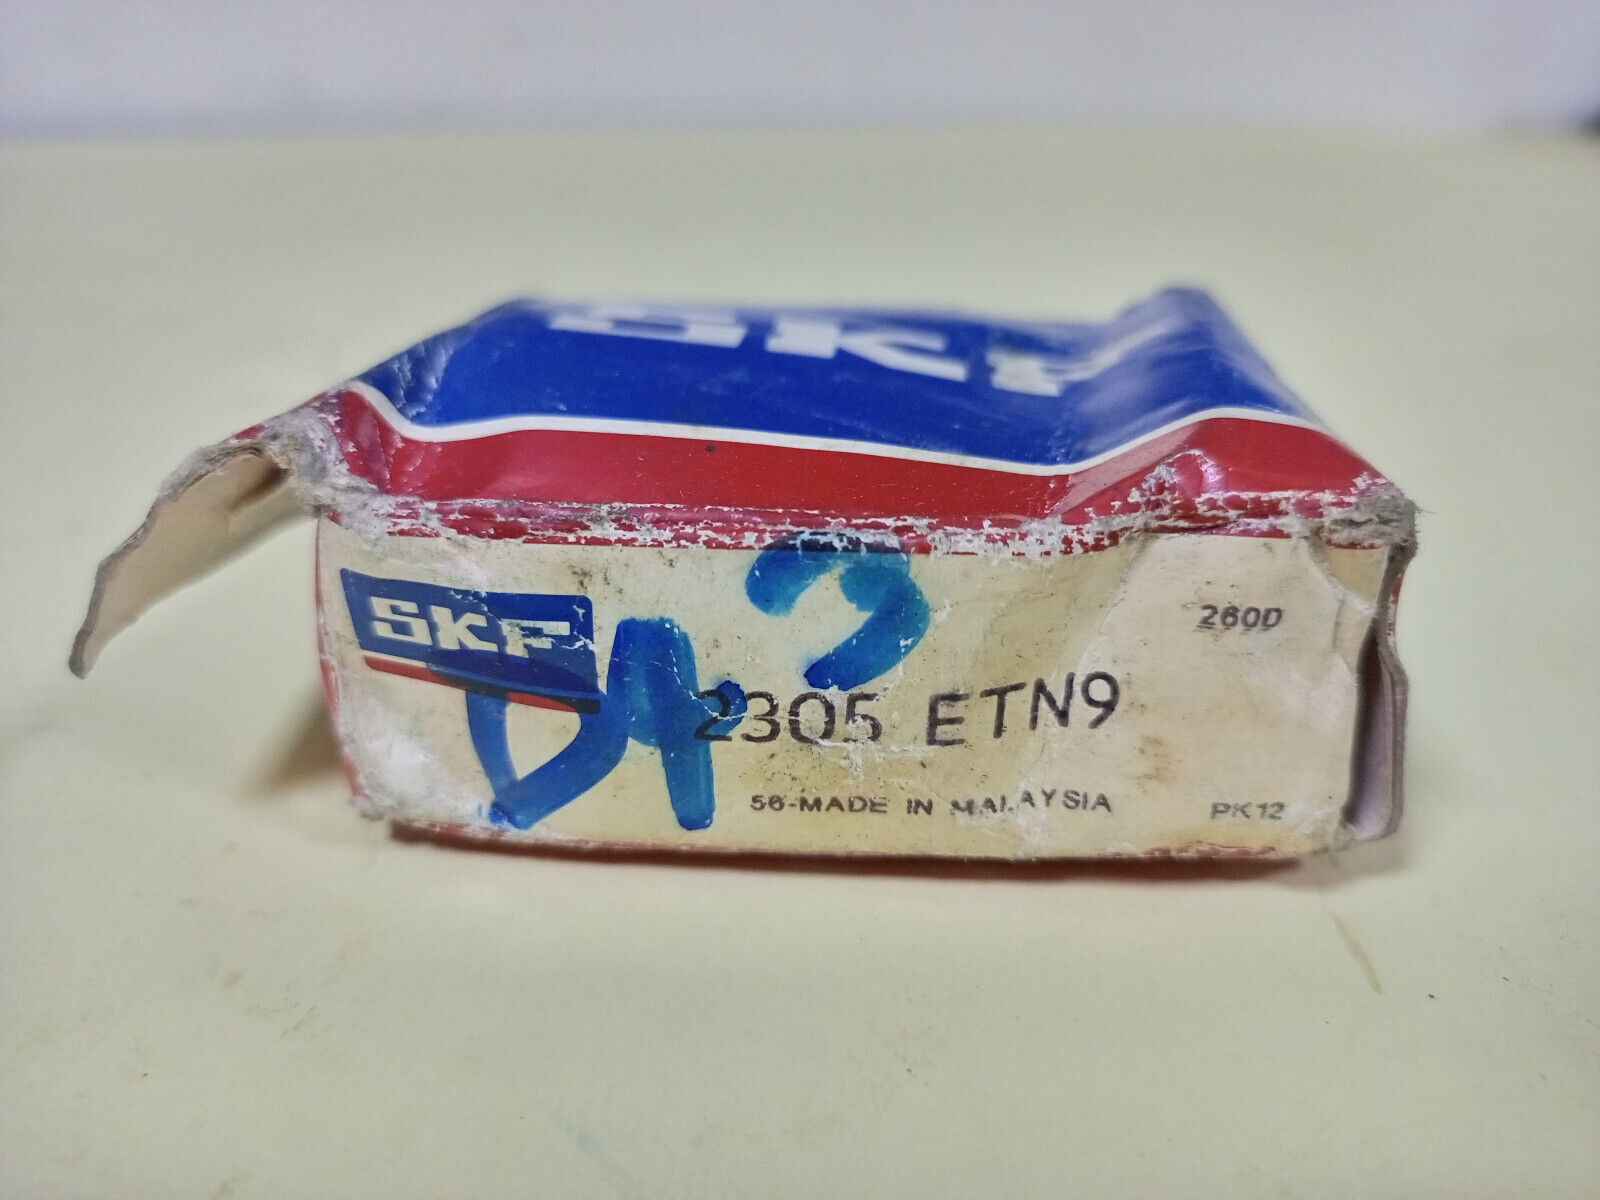 SKF
SKF
260D
2305 ETN9
56-MADE IN MALAYSIA
PK12